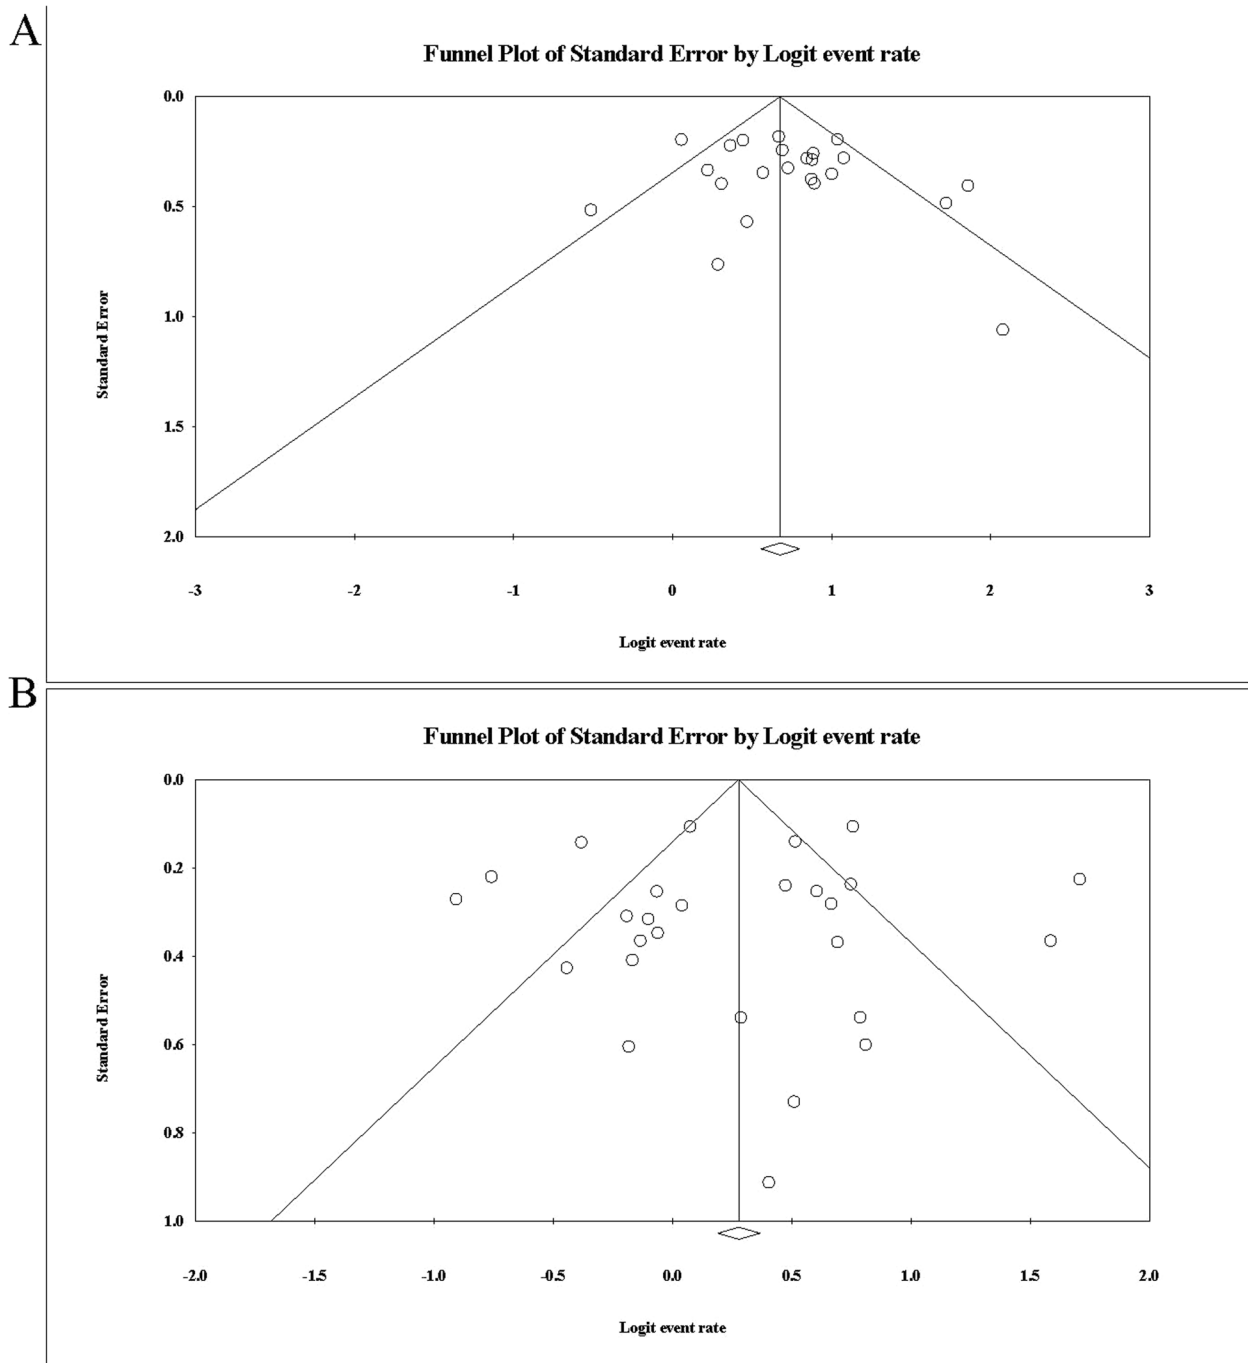 A
Funnel Plot of Standard Error by Logit event rate
0.0
0.5
1.0
1.5
2.0
Standard Error
-3 -2 -1 0 1 2 3
Logit event rate
B
Funnel Plot of Standard Error by Logit event rate
0.0
0.2
0.4
0.6
0.8
1.0
Standard Error
-2.0 -1.5 -1.0 -0.5 0.0 0.5 1.0 1.5 2.0
Logit event rate